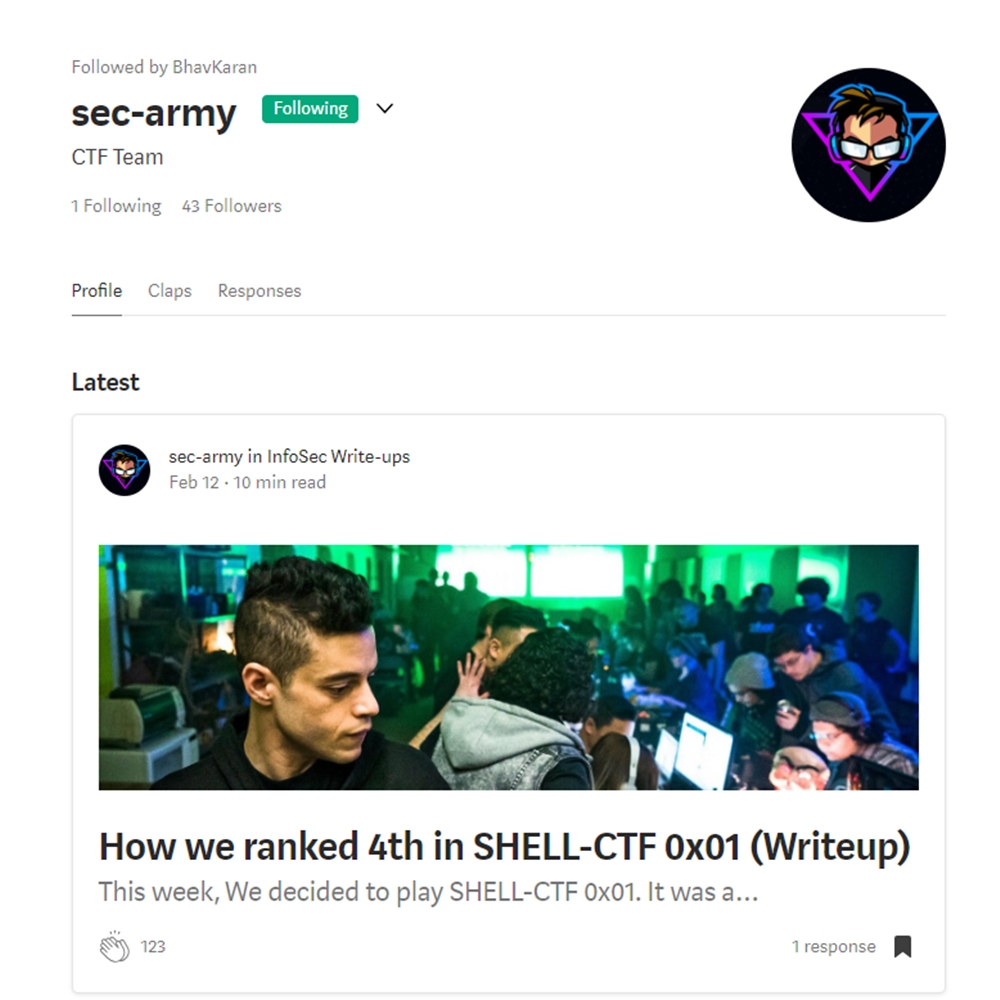 Followed by BhavKaran
sec-army Following
CTF Team
1 Following 43 Followers
Profile Claps Responses
Latest
sec-army in InfoSec Write-ups
Feb 12 · 10 min read
How we ranked 4th in SHELL-CTF 0x01 (Writeup)
This week, We decided to play SHELL-CTF 0x01. It was a…
123 1 response